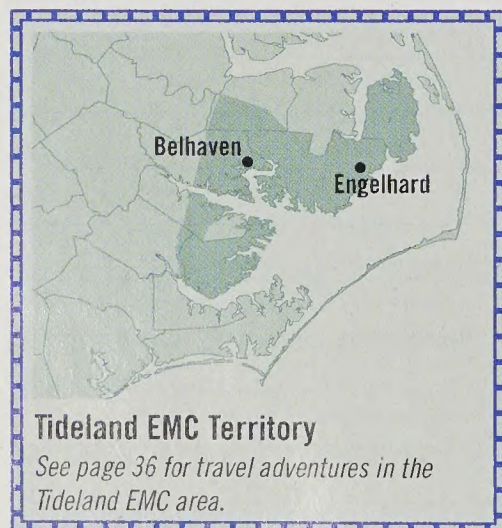 Belhaven
Engelhard
Tideland EMC Territory
See page 36 for travel adventures in the
Tideland EMC area.